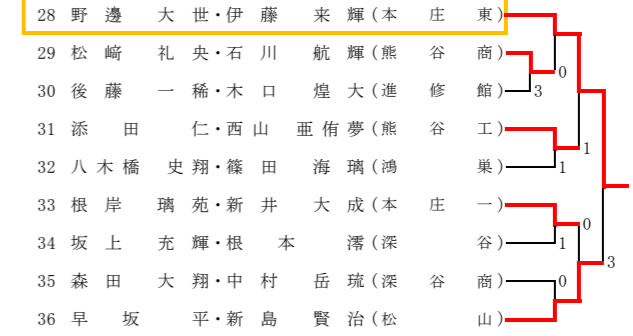 28 野邊 大世・伊藤 来輝(本庄東) 0
29 松﨑 礼央・石川 航輝(熊谷商)
30 後藤 一稀・木口 煌大(進修館) 3
31 添田 仁・西山 亜侑夢(熊谷工) 1
32 八木橋 史翔・篠田 海璃(鴻巣) 1
33 根岸 璃苑・新井 大成(本庄一) 0
34 坂上 充輝・根本 澪(深谷) 1
35 森田 大翔・中村 岳琉(深谷商) 0 3
36 早坂 平・新島 賢治(松山)